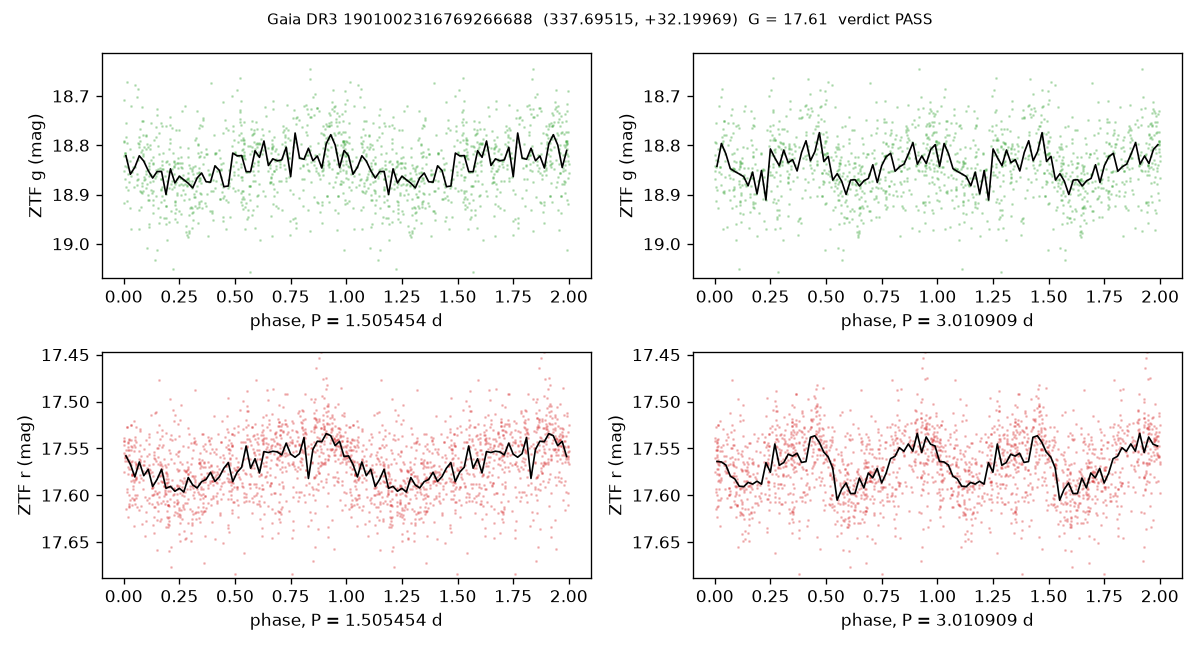 Gaia DR3 1901002316769266688 (337.69515, +32.19969) G = 17.61 verdict PASS
ZTF g (mag)
18.7
18.8
18.9
19.0
0.00 0.25 0.50 0.75 1.00 1.25 1.50 1.75 2.00
phase, P = 1.505454 d
ZTF g (mag)
18.7
18.8
18.9
19.0
0.00 0.25 0.50 0.75 1.00 1.25 1.50 1.75 2.00
phase, P = 3.010909 d
ZTF r (mag)
17.45
17.50
17.55
17.60
17.65
0.00 0.25 0.50 0.75 1.00 1.25 1.50 1.75 2.00
phase, P = 1.505454 d
ZTF r (mag)
17.45
17.50
17.55
17.60
17.65
0.00 0.25 0.50 0.75 1.00 1.25 1.50 1.75 2.00
phase, P = 3.010909 d